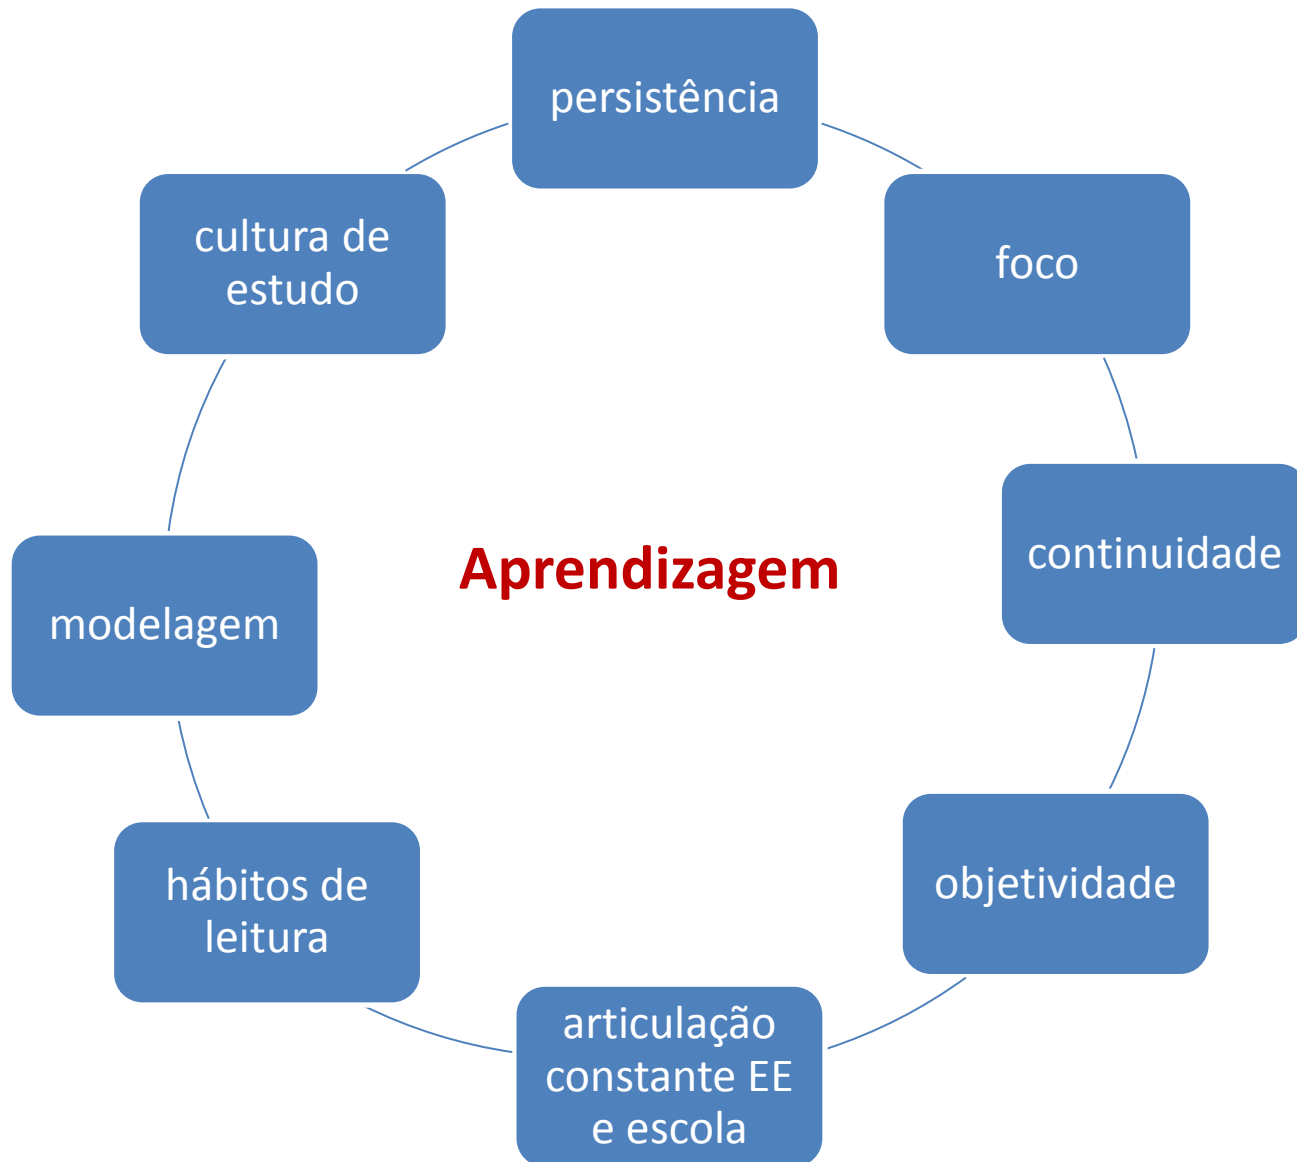 persistência
foco
continuidade
objetividade
articulação
constante EE
e escola
hábitos de
leitura
modelagem
cultura de
estudo
Aprendizagem